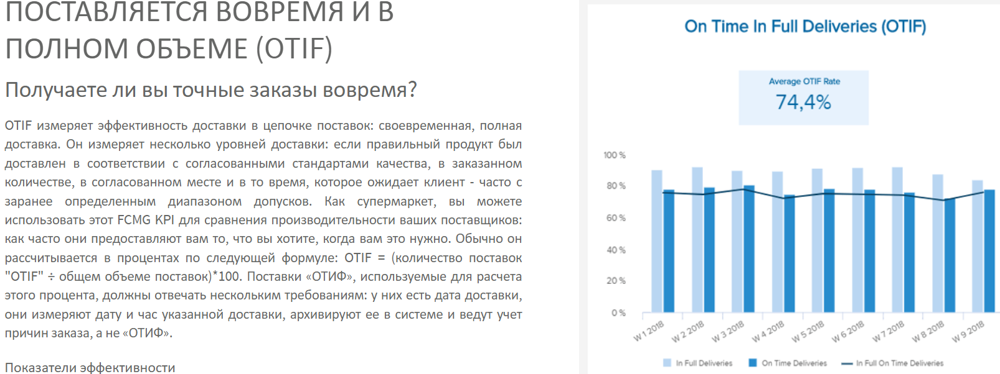 ПОСТАВЛЯЕТСЯ ВОВРЕМЯ И В
ПОЛНОМ ОБЪЕМЕ (OTIF)
Получаете ли вы точные заказы вовремя?
OTIF измеряет эффективность доставки в цепочке поставок: своевременная, полная
доставка. Он измеряет несколько уровней доставки: если правильный продукт был
доставлен в соответствии с согласованными стандартами качества, в заказанном
количестве, в согласованном месте и в то время, которое ожидает клиент - часто с
заранее определенным диапазоном допусков. Как супермаркет, вы можете
использовать этот FCMG KPI для сравнения производительности ваших поставщиков:
как часто они предоставляют вам то, что вы хотите, когда вам это нужно. Обычно он
рассчитывается в процентах по следующей формуле: OTIF = (количество поставок
"OTIF" ÷ общем объеме поставок)*100. Поставки «ОТИФ», используемые для расчета
этого процента, должны отвечать нескольким требованиям: у них есть дата доставки,
они измеряют дату и час указанной доставки, архивируют ее в системе и ведут учет
причин заказа, а не «ОТИФ».
Показатели эффективности
On Time In Full Deliveries (OTIF)
Average OTIF Rate
74,4%
100 %
80 %
60 %
40 %
20 %
0 %
W 1 2018
W 2 2018
W 3 2018
W 4 2018
W 5 2018
W 6 2018
W 7 2018
W 8 2018
W 9 2018
In Full Deliveries
On Time Deliveries
In Full On Time Deliveries